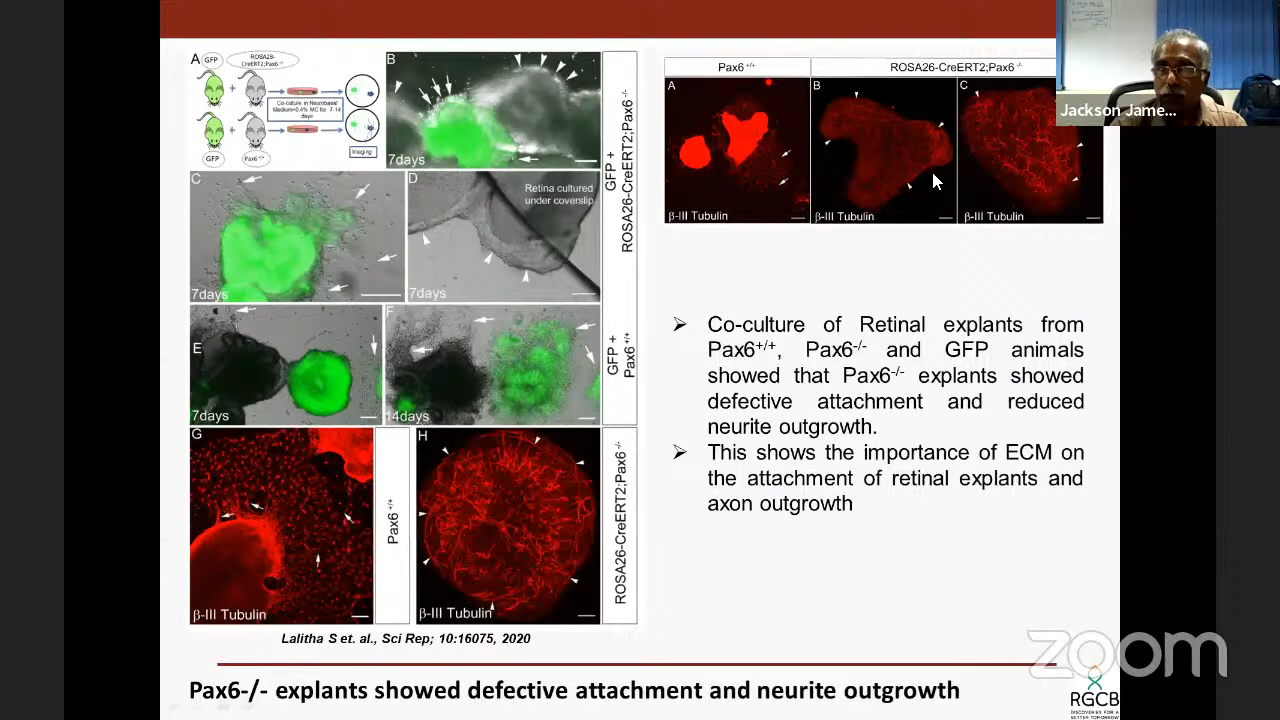 A
GFP
ROSA26-
CreERT2;Pax6-/-
Co-culture in Neurobasal
Medium+0.4% MC for 7-14
days
GFP
Pax6+/+
Imaging
B
7days
GFP +
ROSA26-CreERT2;Pax6-/-
C
7days
D
Retina cultured
under coverslip
7days
E
7days
F
14days
GFP +
Pax6+/+
G
β-III Tubulin
Pax6+/+
H
β-III Tubulin
ROSA26-CreERT2;Pax6-/-
Lalitha S et. al., Sci Rep; 10:16075, 2020
Pax6+/+
ROSA26-CreERT2;Pax6-/-
A
β-III Tubulin
B
β-III Tubulin
C
β-III Tubulin
Jackson Jame...
➢ Co-culture of Retinal explants from
Pax6+/+, Pax6-/- and GFP animals
showed that Pax6-/- explants showed
defective attachment and reduced
neurite outgrowth.
➢ This shows the importance of ECM on
the attachment of retinal explants and
axon outgrowth
zoom
Pax6-/- explants showed defective attachment and neurite outgrowth
RGCB
DISCOVERIES FOR A
BETTER TOMORROW